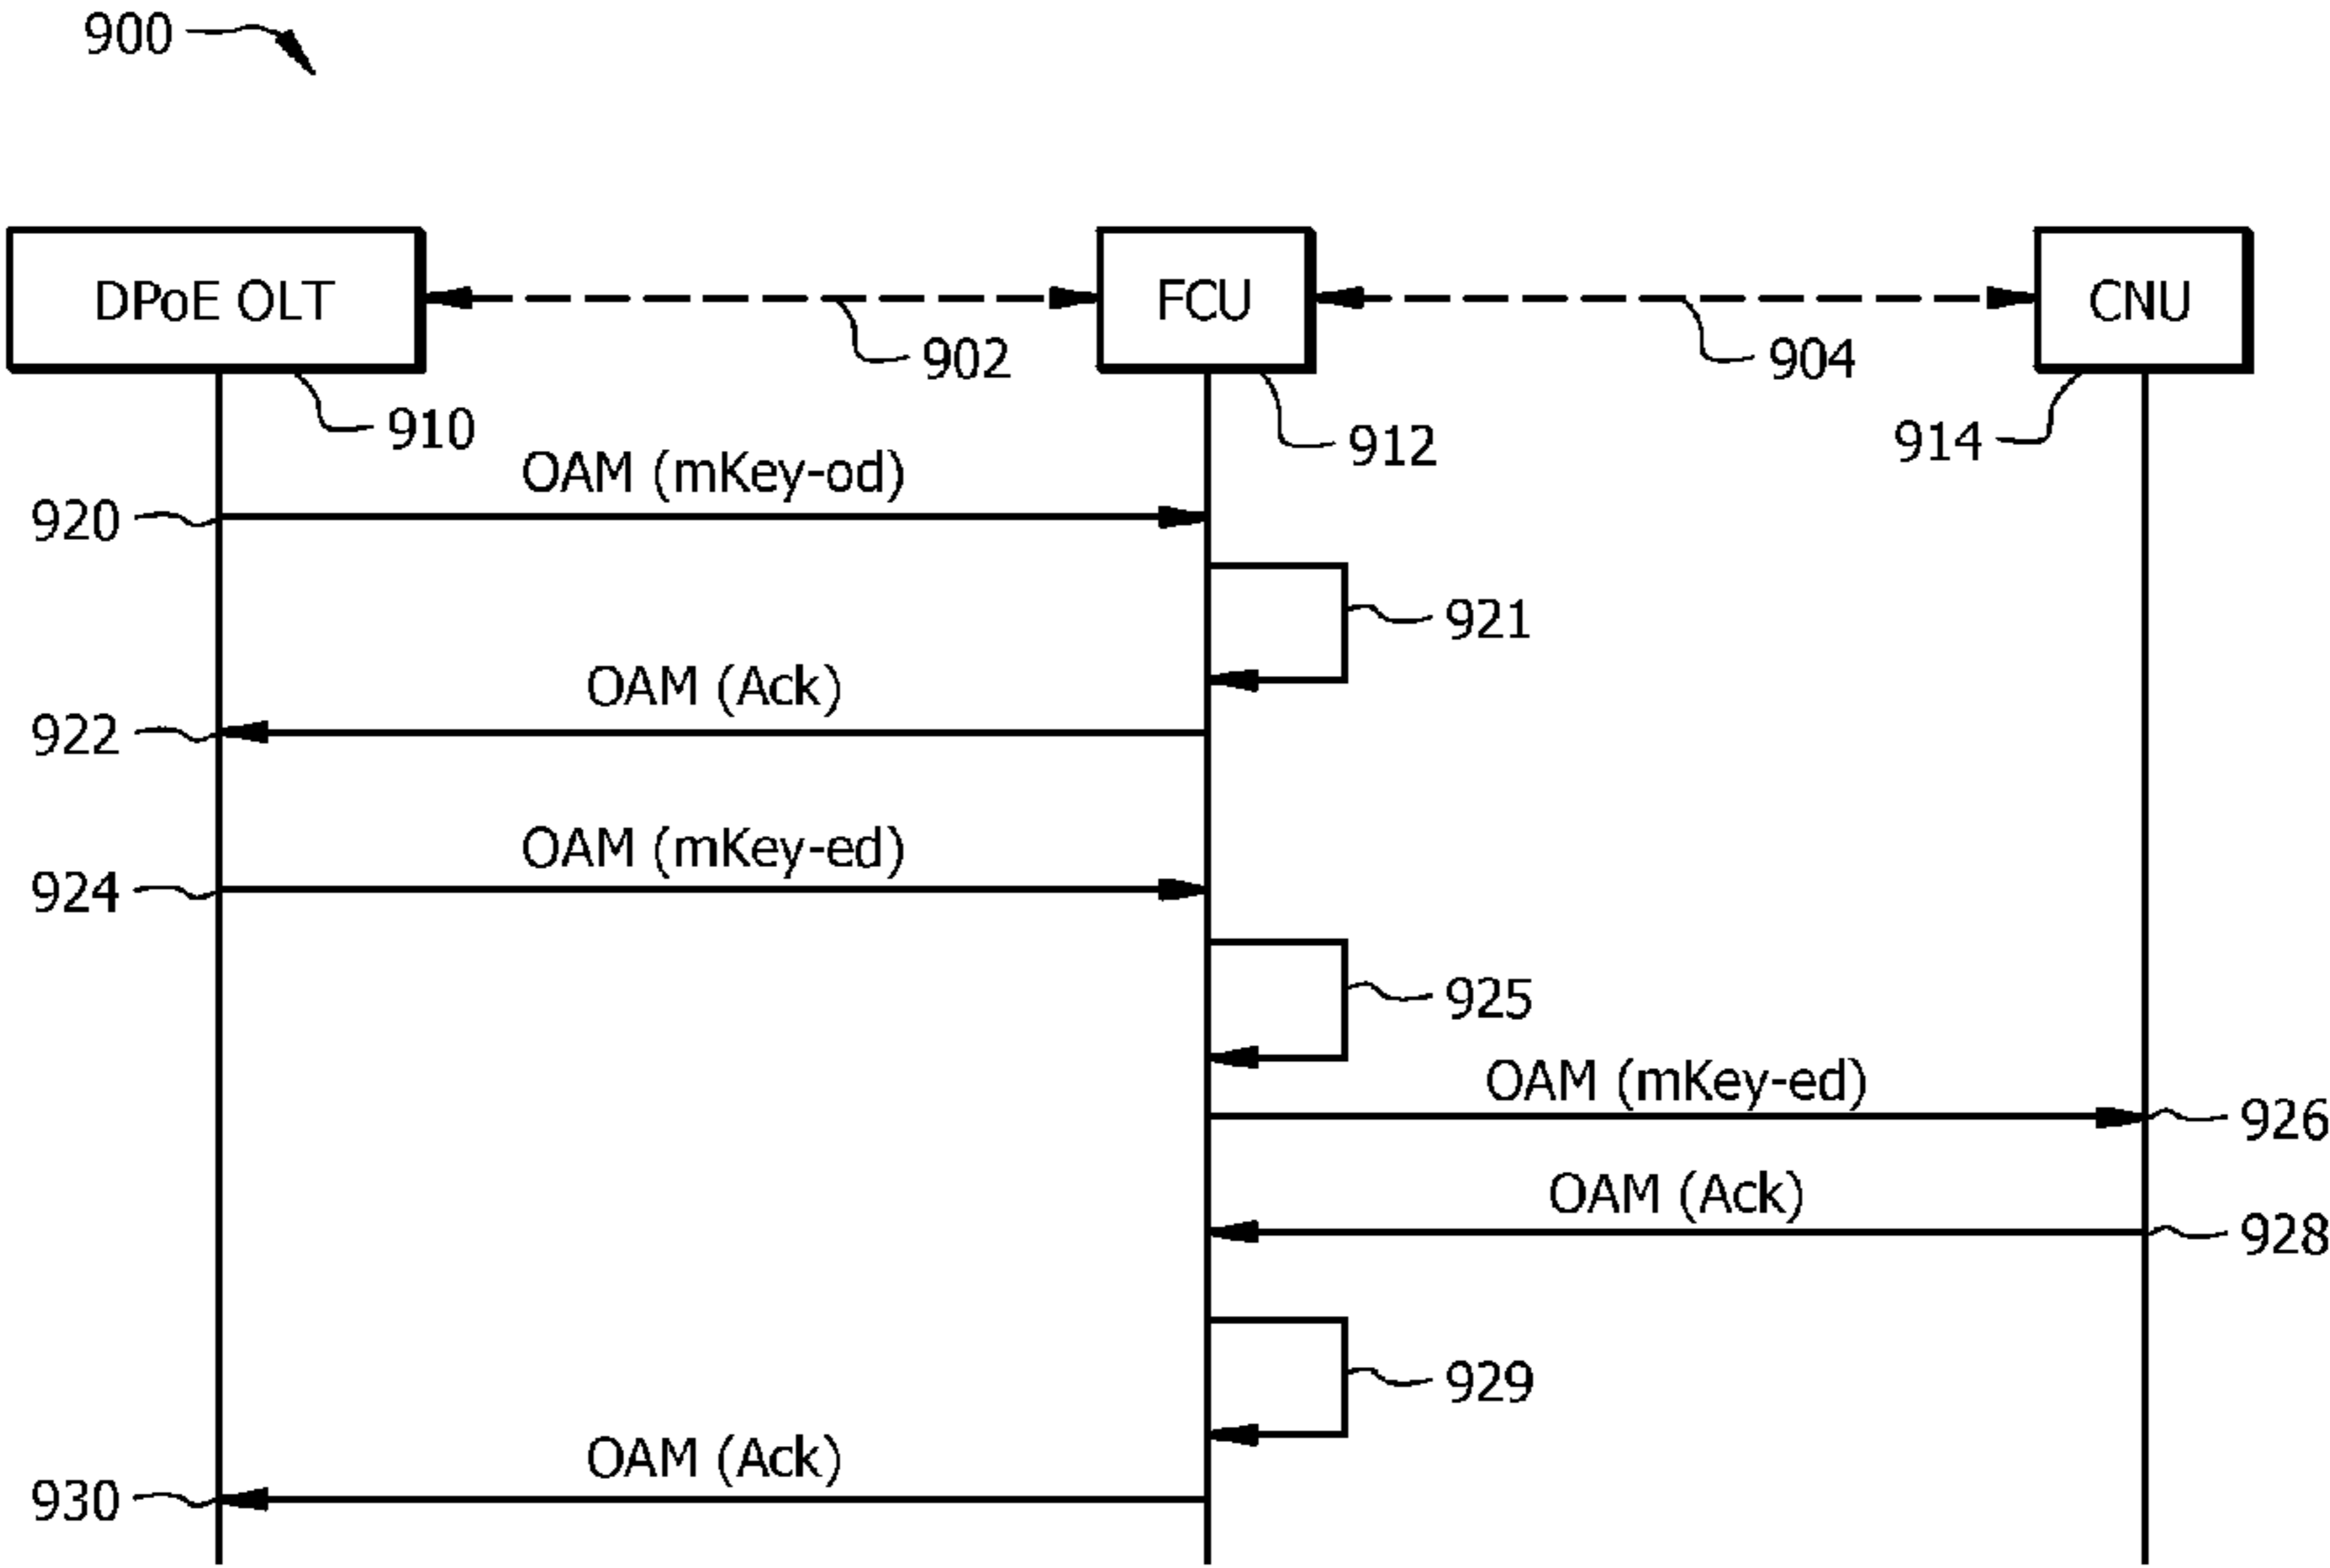 900
DPoE OLT
FCU
CNU
902
904
910
912
914
OAM (mKey-od)
920
921
OAM (Ack)
922
OAM (mKey-ed)
924
925
OAM (mKey-ed)
926
OAM (Ack)
928
929
OAM (Ack)
930